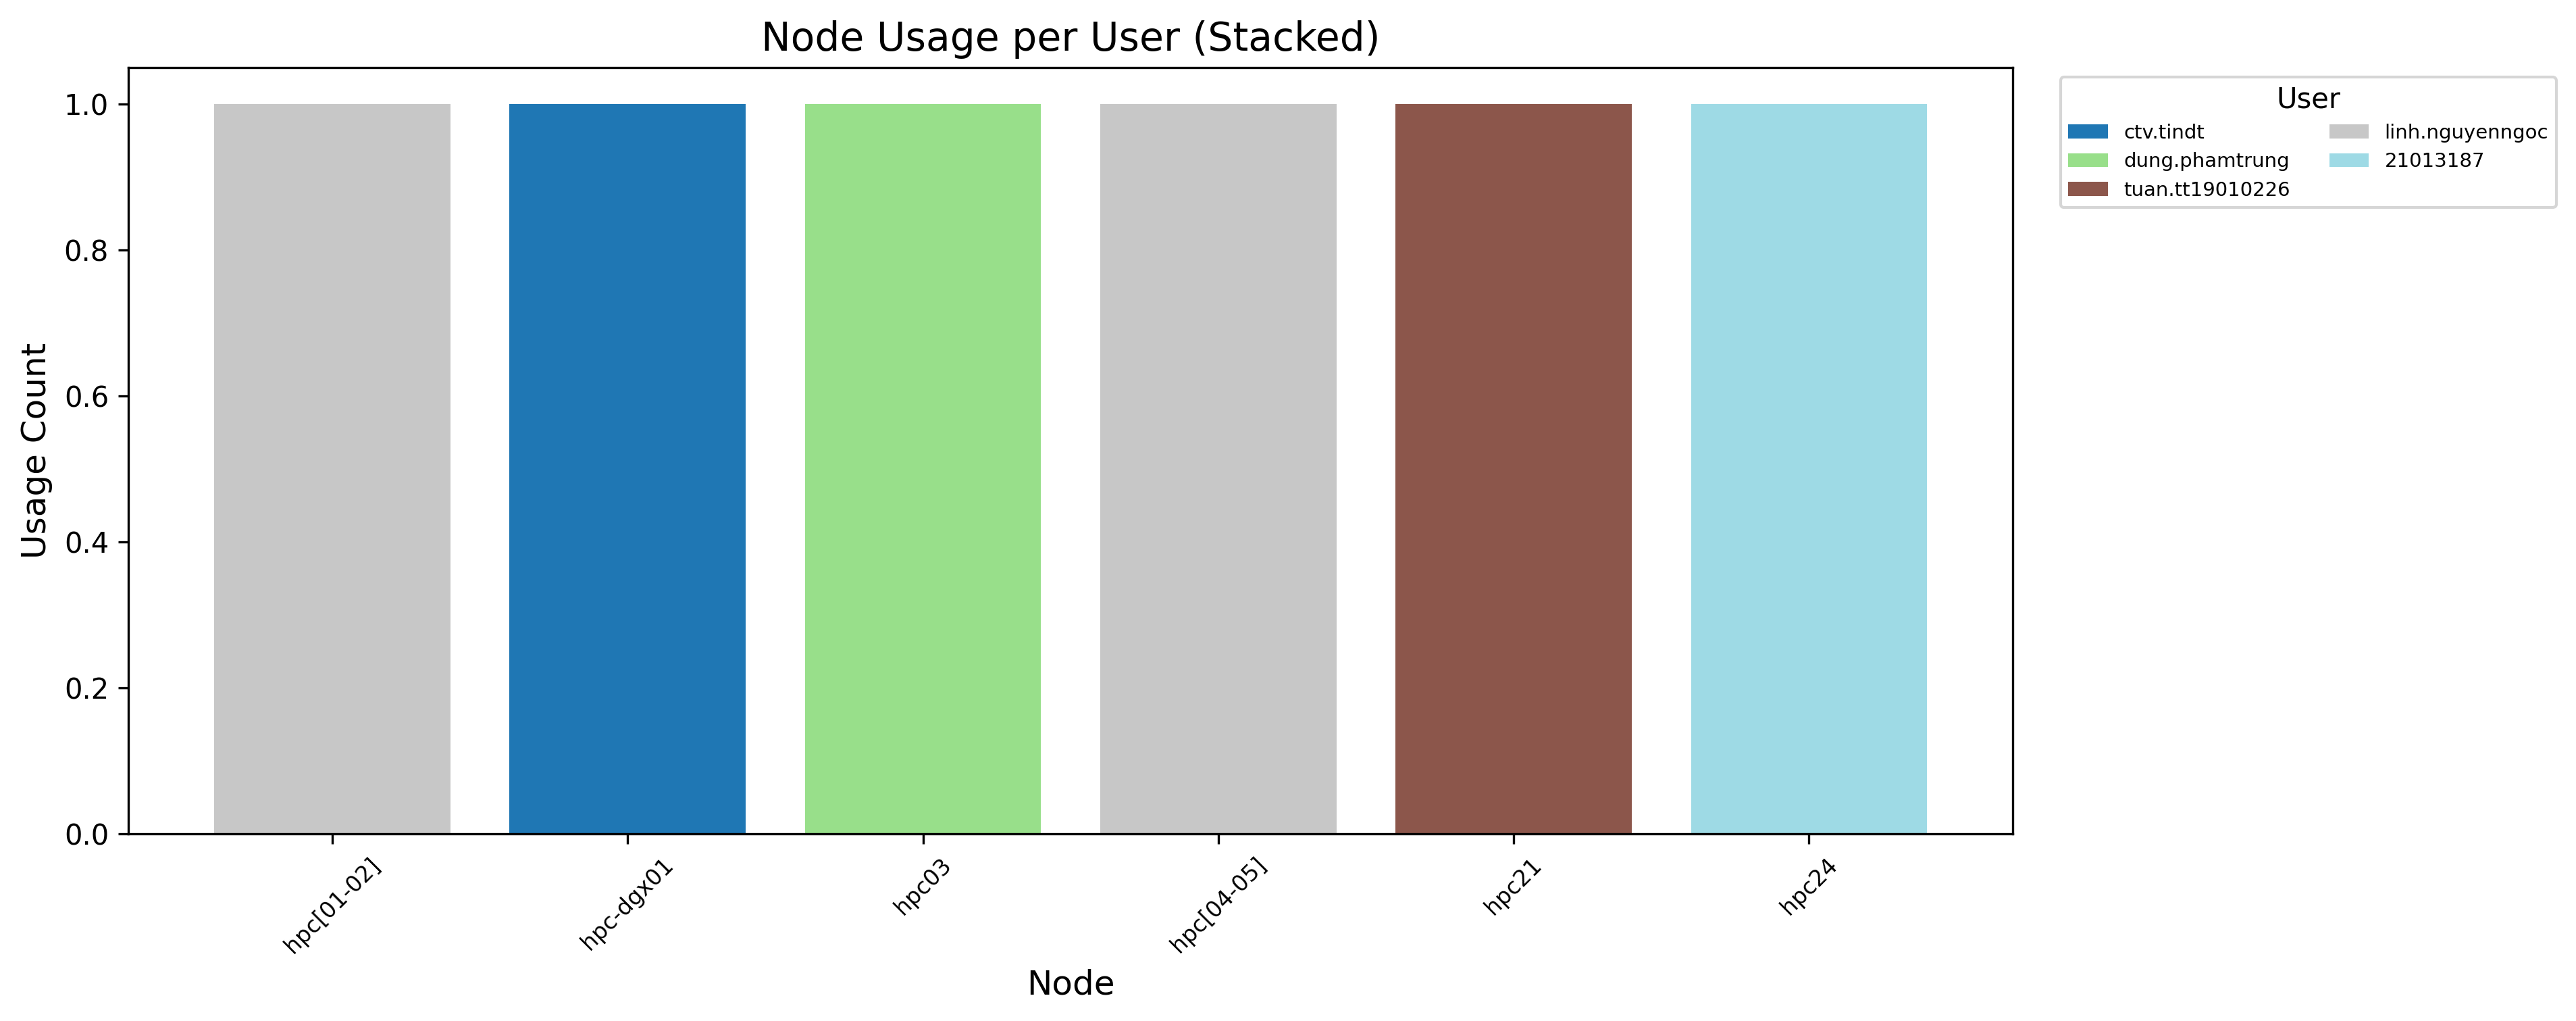 Node Usage per User (Stacked)
User
ctv.tindt
dung.phamtrung
tuan.tt19010226
linh.nguyenngoc
21013187
Usage Count
1.0
0.8
0.6
0.4
0.2
0.0
hpc[01-02]
hpc-dgx01
hpc03
hpc[04-05]
hpc21
hpc24
Node